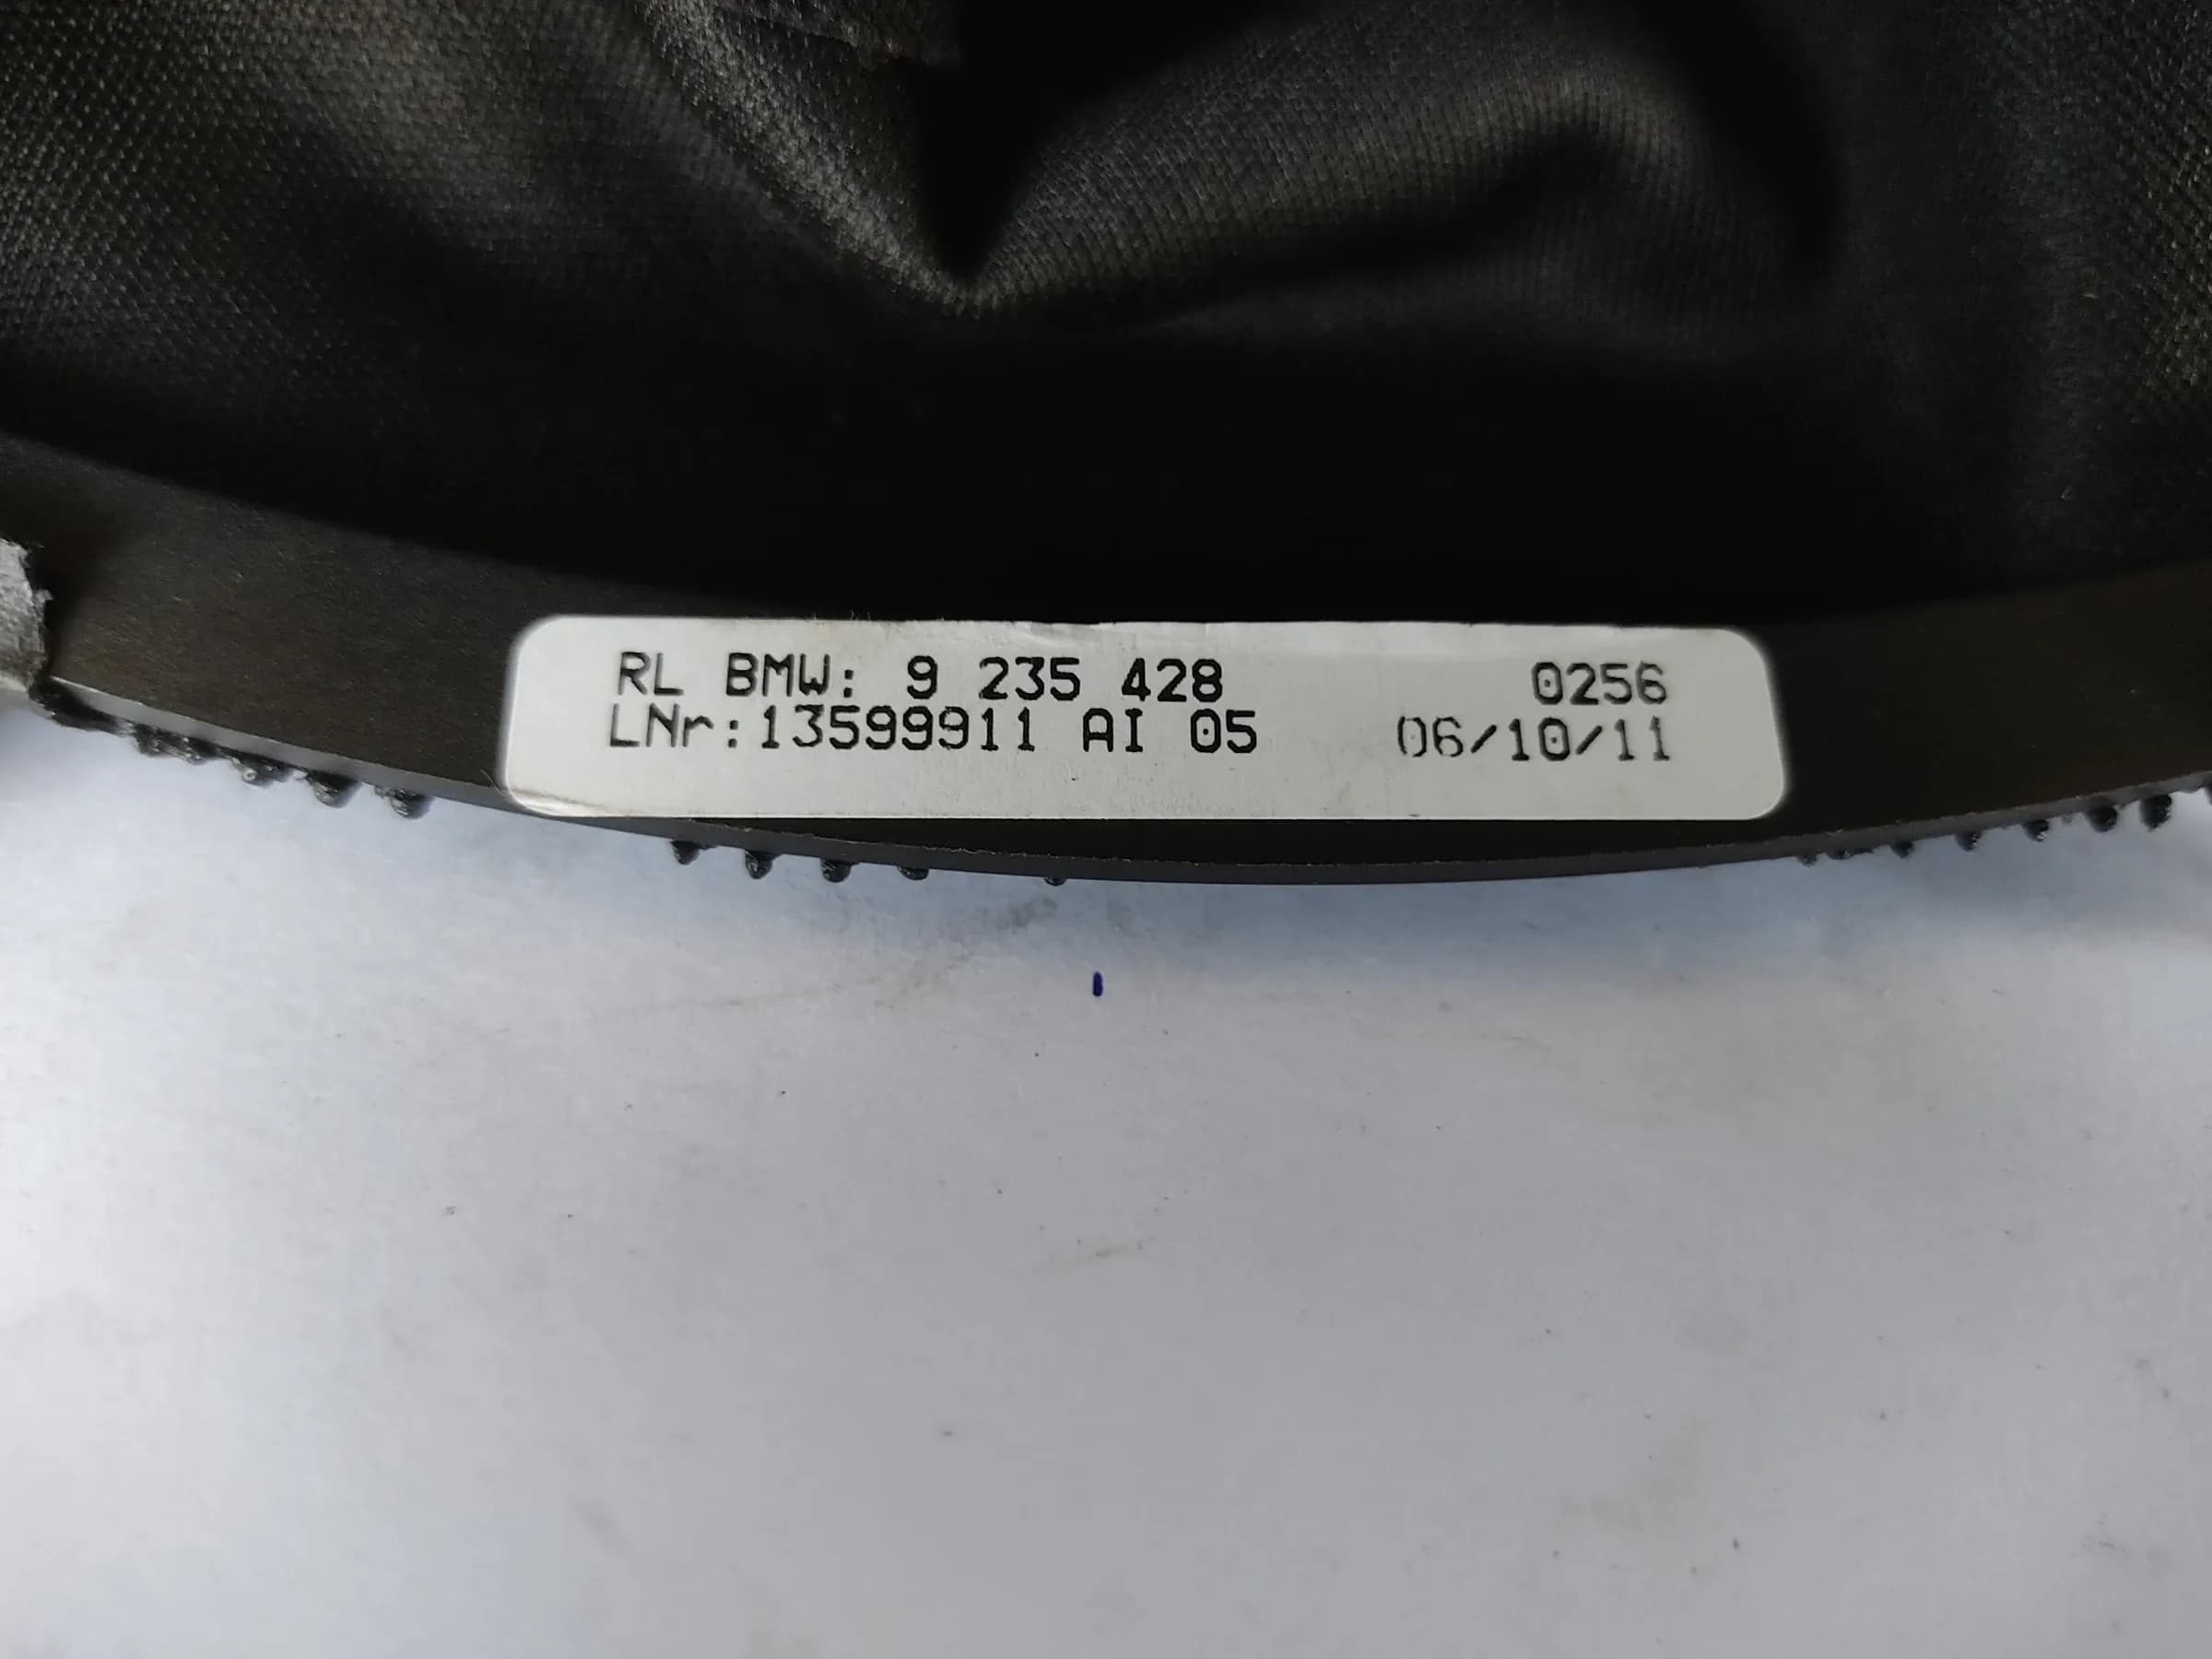 RL BMW: 9 235 428 0256
LNr:13599911 AI 05 06/10/11